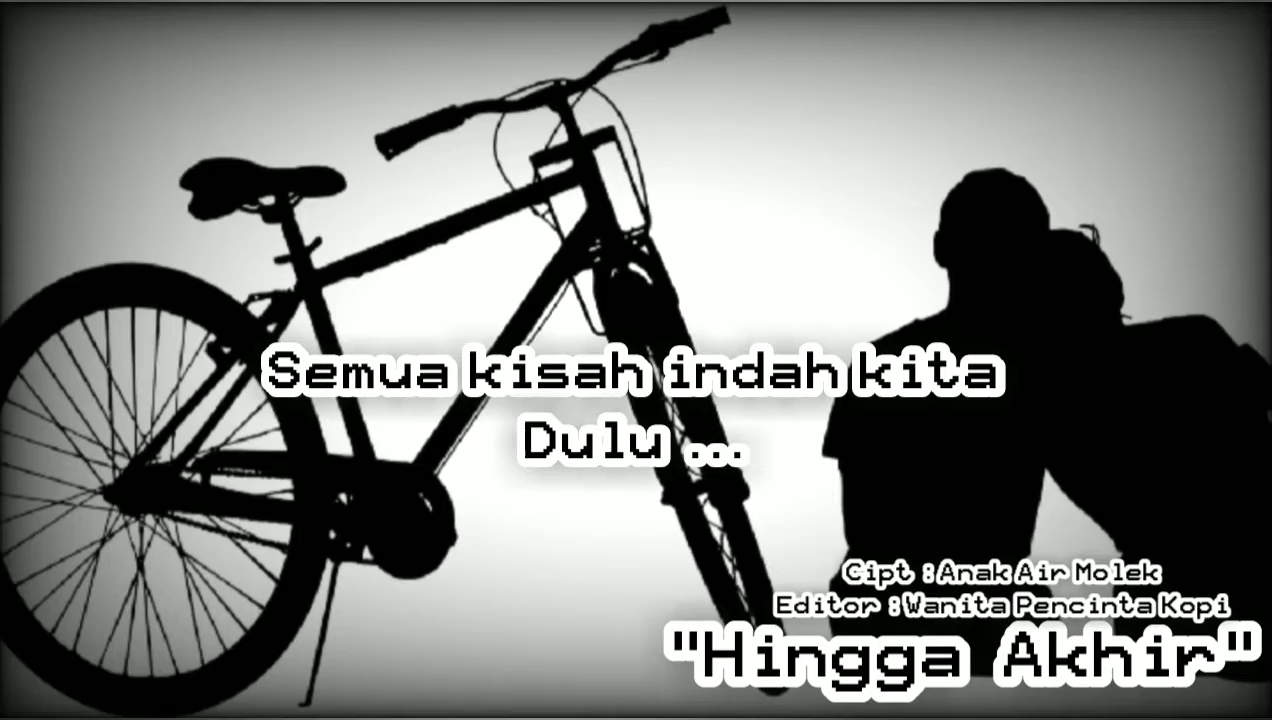 Semua kisah indah kita
Dulu ...
Cipt : Anak Air Molek
Editor : Wanita Pencinta Kopi
"Hingga Akhir"